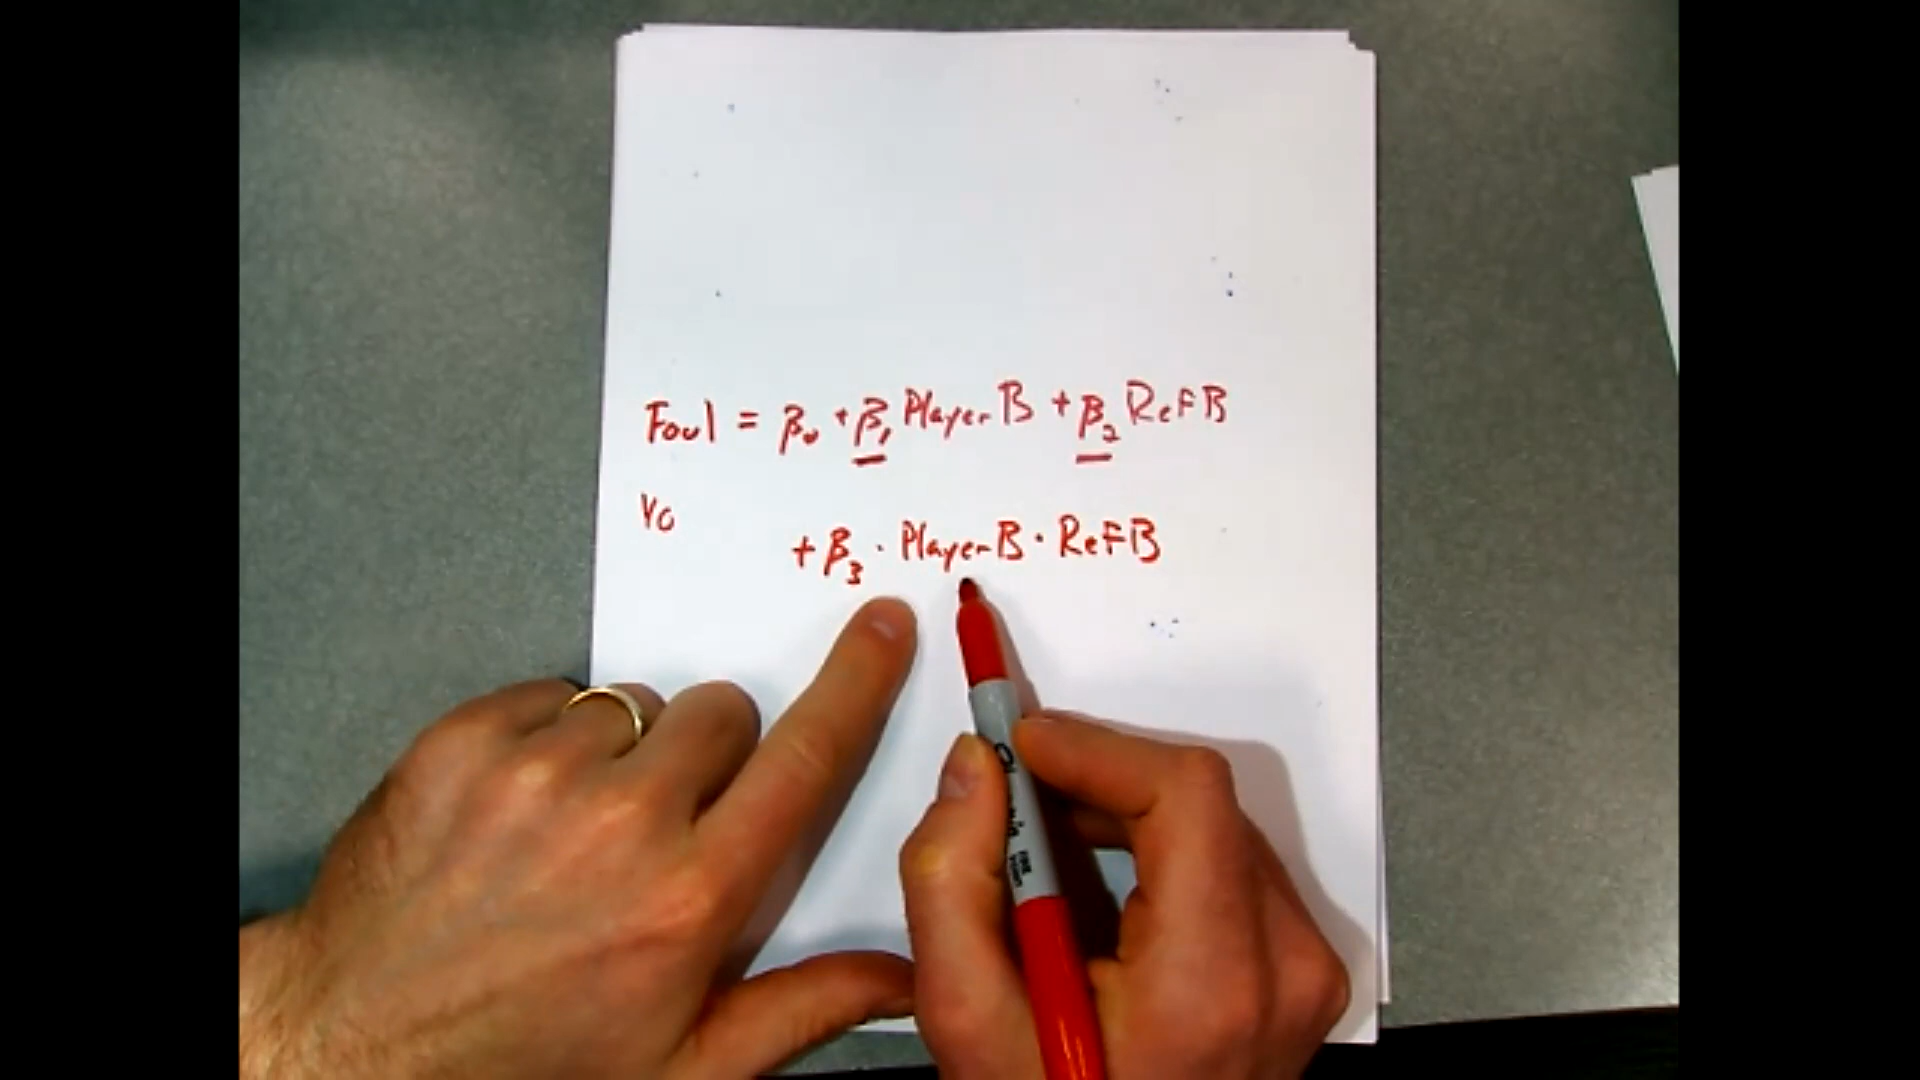 Foul = β₀ + β₁ Player B + β₂ Ref B
+ β₃ · Player B · Ref B